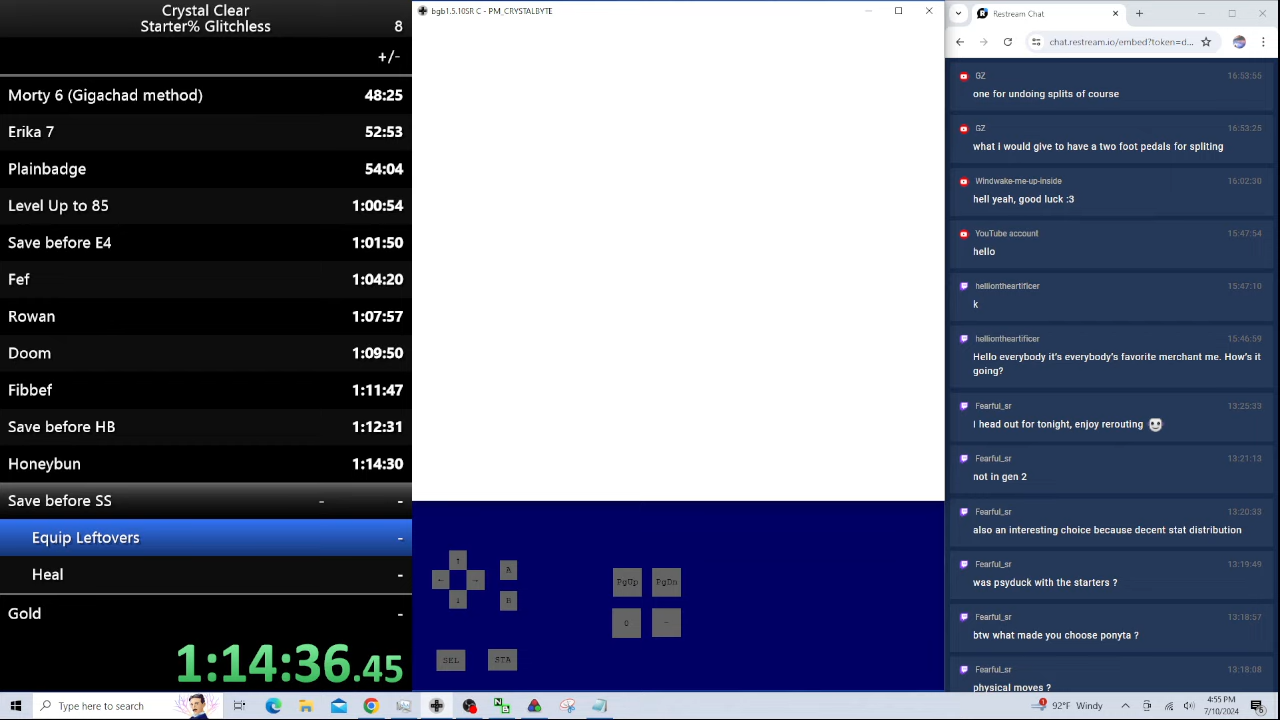 Crystal Clear
Starter% Glitchless 8
+/-
Morty 6 (Gigachad method) 48:25
Erika 7 52:53
Plainbadge 54:04
Level Up to 85 1:00:54
Save before E4 1:01:50
Fef 1:04:20
Rowan 1:07:57
Doom 1:09:50
Fibbef 1:11:47
Save before HB 1:12:31
Honeybun 1:14:30
Save before SS - -
Equip Leftovers -
Heal -
Gold -
1:14:36.45
bgb1.5.10SR C - PM_CRYSTALBYTE
↑
← →
↓
A
B
SEL STA
PgUp PgDn
0 -
Restream Chat
chat.restream.io/embed?token=d...
GZ 16:53:56
one for undoing splits of course
GZ 16:53:25
what i would give to have a two foot pedals for spliting
Windwake-me-up-inside 16:02:30
hell yeah, good luck :3
YouTube account 15:47:54
hello
helliontheartificer 15:47:10
k
helliontheartificer 15:46:59
Hello everybody it's everybody's favorite merchant me. How's it
going?
Fearful_sr 13:25:33
I head out for tonight, enjoy rerouting
Fearful_sr 13:21:13
not in gen 2
Fearful_sr 13:20:33
also an interesting choice because decent stat distribution
Fearful_sr 13:19:49
was psyduck with the starters ?
Fearful_sr 13:18:57
btw what made you choose ponyta ?
Fearful_sr 13:18:08
physical moves ?
Type here to search
92°F Windy
4:55 PM
7/10/2024